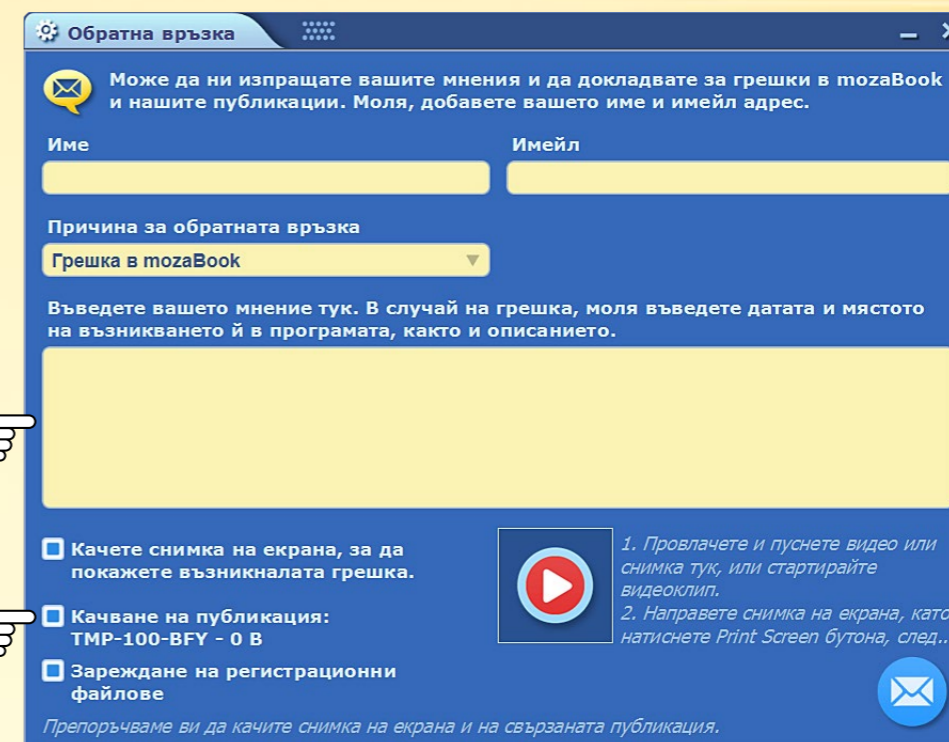 Обратна връзка
Може да ни изпращате вашите мнения и да докладвате за грешки в mozaBook
и нашите публикации. Моля, добавете вашето име и имейл адрес.
Име
Имейл
Причина за обратната връзка
Грешка в mozaBook
Въведете вашето мнение тук. В случай на грешка, моля въведете датата и мястото
на възникването й в програмата, както и описанието.
Качете снимка на екрана, за да
покажете възникналата грешка.
Качване на публикация:
TMP-100-BFY - 0 B
Зареждане на регистрационни
файлове
1. Провлачете и пуснете видео или
снимка тук, или стартирайте
видеоклип.
2. Направете снимка на екрана, като
натиснете Print Screen бутона, след..
Препоръчваме ви да качите снимка на екрана и на свързаната публикация.